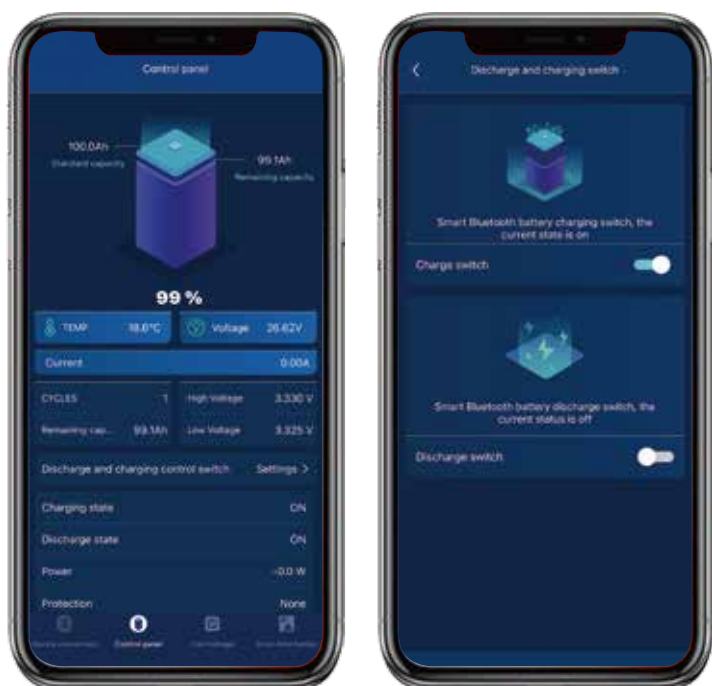 Control panel
100.0Ah
Standard capacity
99.1Ah
Remaining capacity
99 %
TEMP 18.6°C
Voltage 26.62V
Current 0.00A
CYCLES 1
High Voltage 3.330 V
Remaining cap... 99.1Ah
Low Voltage 3.325 V
Discharge and charging control switch Settings >
Charging state ON
Discharge state ON
Power -0.0 W
Protection None
Control panel
Discharge and charging switch
Smart Bluetooth battery charging switch, the
current state is on
Charge switch
Smart Bluetooth battery discharge switch, the
current status is off
Discharge switch